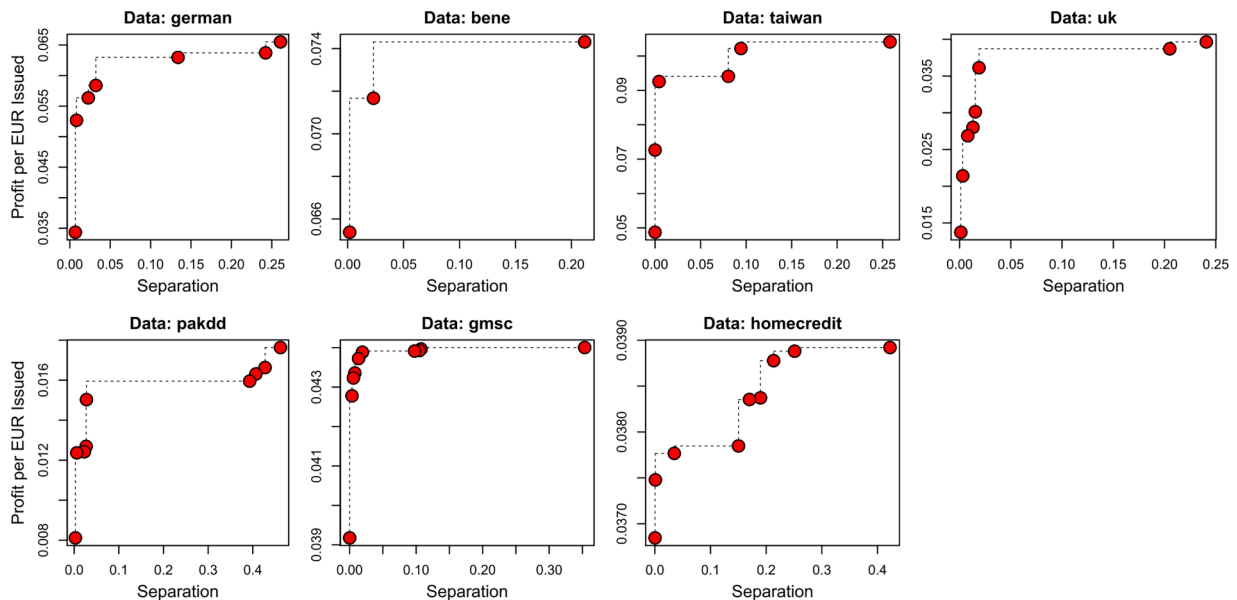 Data: german
Data: bene
Data: taiwan
Data: uk
Profit per EUR Issued
0.035 0.045 0.055 0.065
0.066 0.070 0.074
0.05 0.07 0.09
0.015 0.025 0.035
0.00 0.05 0.10 0.15 0.20 0.25
0.00 0.05 0.10 0.15 0.20
0.00 0.05 0.10 0.15 0.20 0.25
0.00 0.05 0.10 0.15 0.20 0.25
Separation
Separation
Separation
Separation
Data: pakdd
Data: gmsc
Data: homecredit
Profit per EUR Issued
0.008 0.012 0.016
0.039 0.041 0.043
0.0370 0.0380 0.0390
0.0 0.1 0.2 0.3 0.4
0.00 0.10 0.20 0.30
0.0 0.1 0.2 0.3 0.4
Separation
Separation
Separation